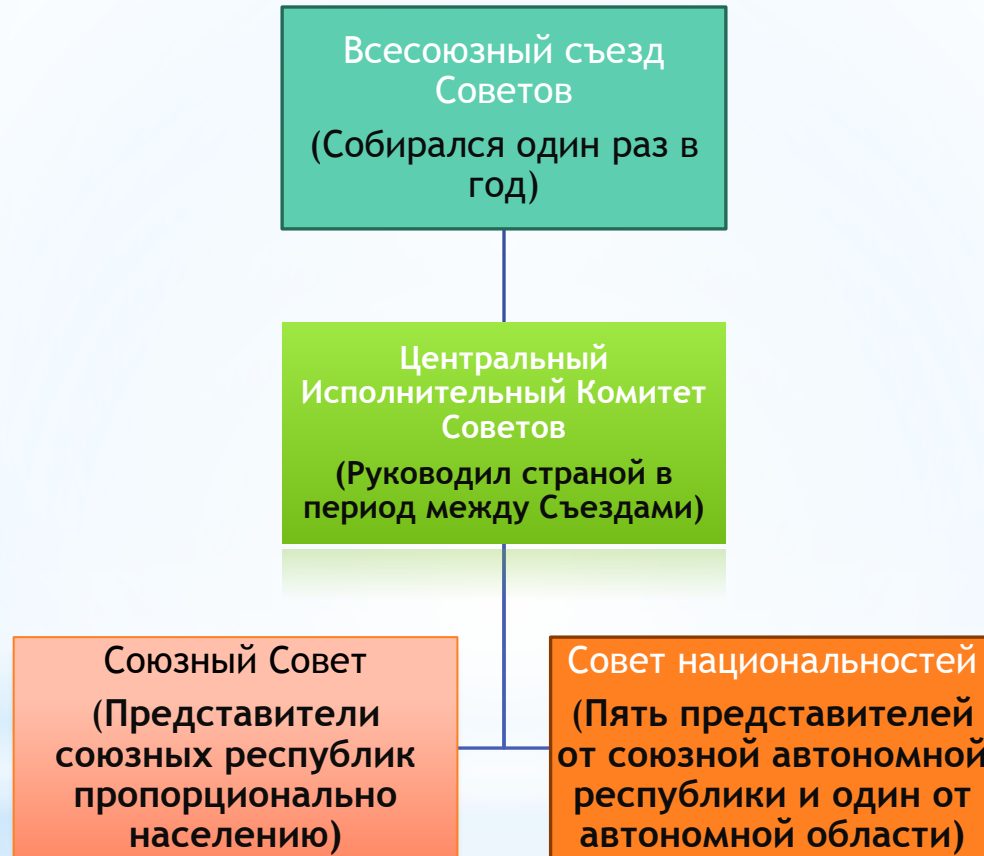 Всесоюзный съезд
Советов
(Собирался один раз в
год)
Центральный
Исполнительный Комитет
Советов
(Руководил страной в
период между Съездами)
Союзный Совет
(Представители
союзных республик
пропорционально
населению)
Совет национальностей
(Пять представителей
от союзной автономной
республики и один от
автономной области)